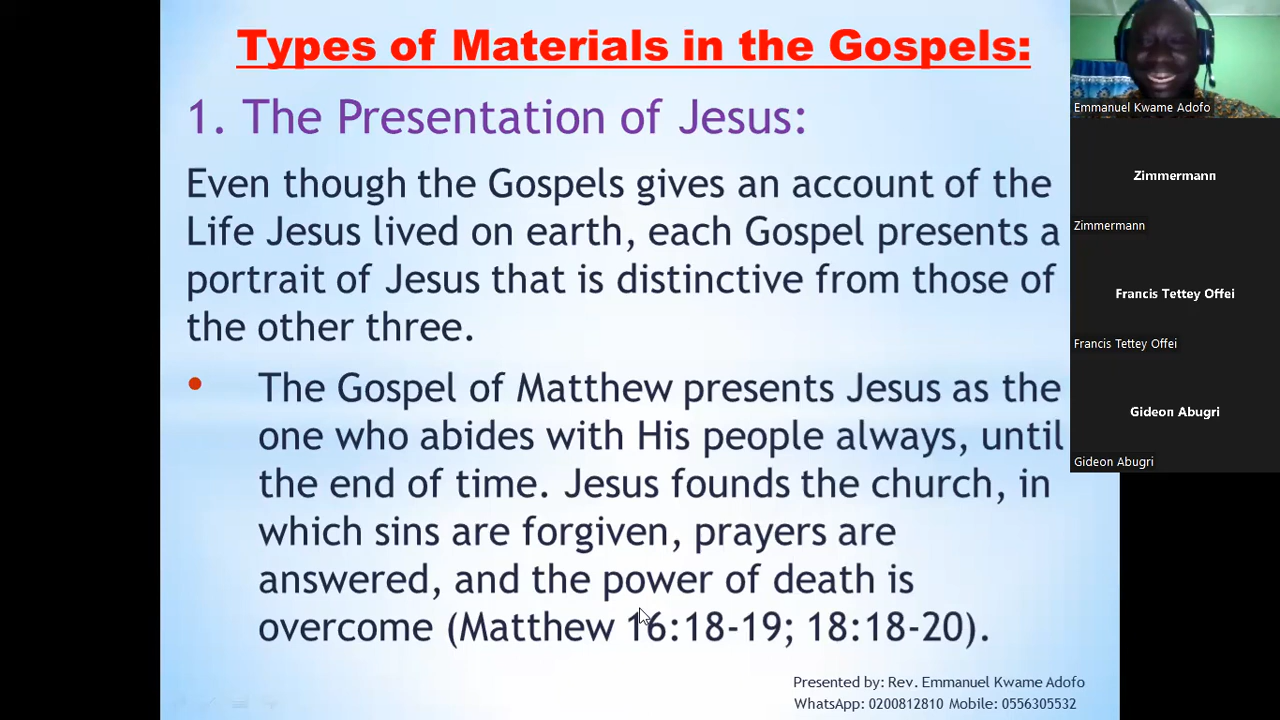 Types of Materials in the Gospels:
1. The Presentation of Jesus:
Even though the Gospels gives an account of the
Life Jesus lived on earth, each Gospel presents a
portrait of Jesus that is distinctive from those of
the other three.
• The Gospel of Matthew presents Jesus as the
one who abides with His people always, until
the end of time. Jesus founds the church, in
which sins are forgiven, prayers are
answered, and the power of death is
overcome (Matthew 16:18-19; 18:18-20).
Presented by: Rev. Emmanuel Kwame Adofo
WhatsApp: 0200812810 Mobile: 0556305532
Emmanuel Kwame Adofo
Zimmermann
Zimmermann
Francis Tettey Offei
Francis Tettey Offei
Gideon Abugri
Gideon Abugri